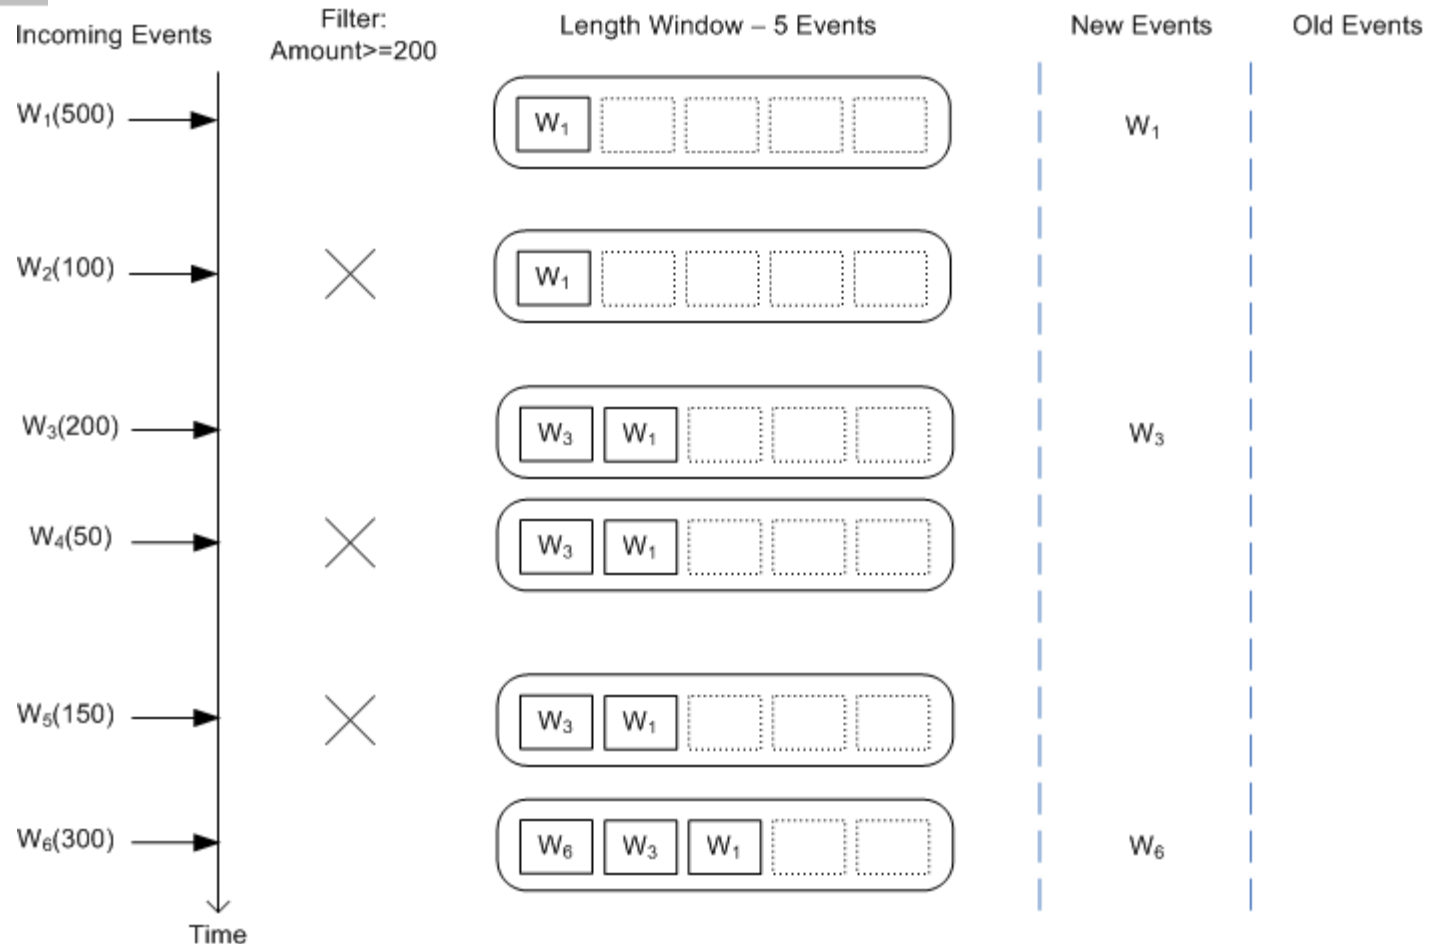 Incoming Events
Filter:
Amount>=200
Length Window – 5 Events
New Events
Old Events
W₁(500)
W₁
W₁
W₂(100)
W₁
W₃(200)
W₃ W₁
W₃
W₄(50)
W₃ W₁
W₅(150)
W₃ W₁
W₆(300)
W₆ W₃ W₁
W₆
Time